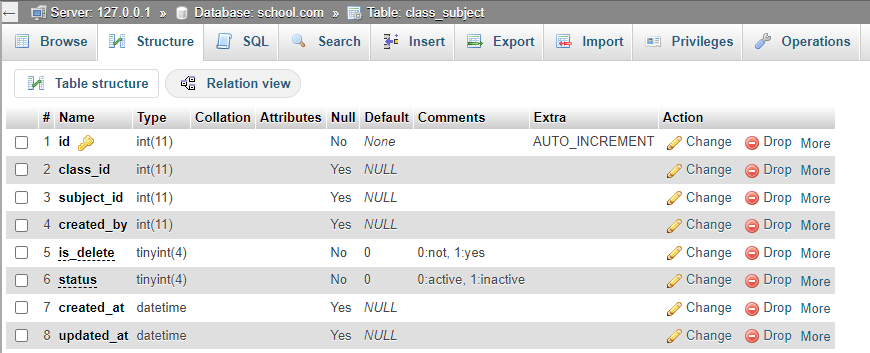 Server: 127.0.0.1 » Database: school.com » Table: class_subject
Browse Structure SQL Search Insert Export Import Privileges Operations
Table structure Relation view
# Name Type Collation Attributes Null Default Comments Extra Action
1 id int(11) No None AUTO_INCREMENT Change Drop More
2 class_id int(11) Yes NULL Change Drop More
3 subject_id int(11) Yes NULL Change Drop More
4 created_by int(11) Yes NULL Change Drop More
5 is_delete tinyint(4) No 0 0:not, 1:yes Change Drop More
6 status tinyint(4) No 0 0:active, 1:inactive Change Drop More
7 created_at datetime Yes NULL Change Drop More
8 updated_at datetime Yes NULL Change Drop More